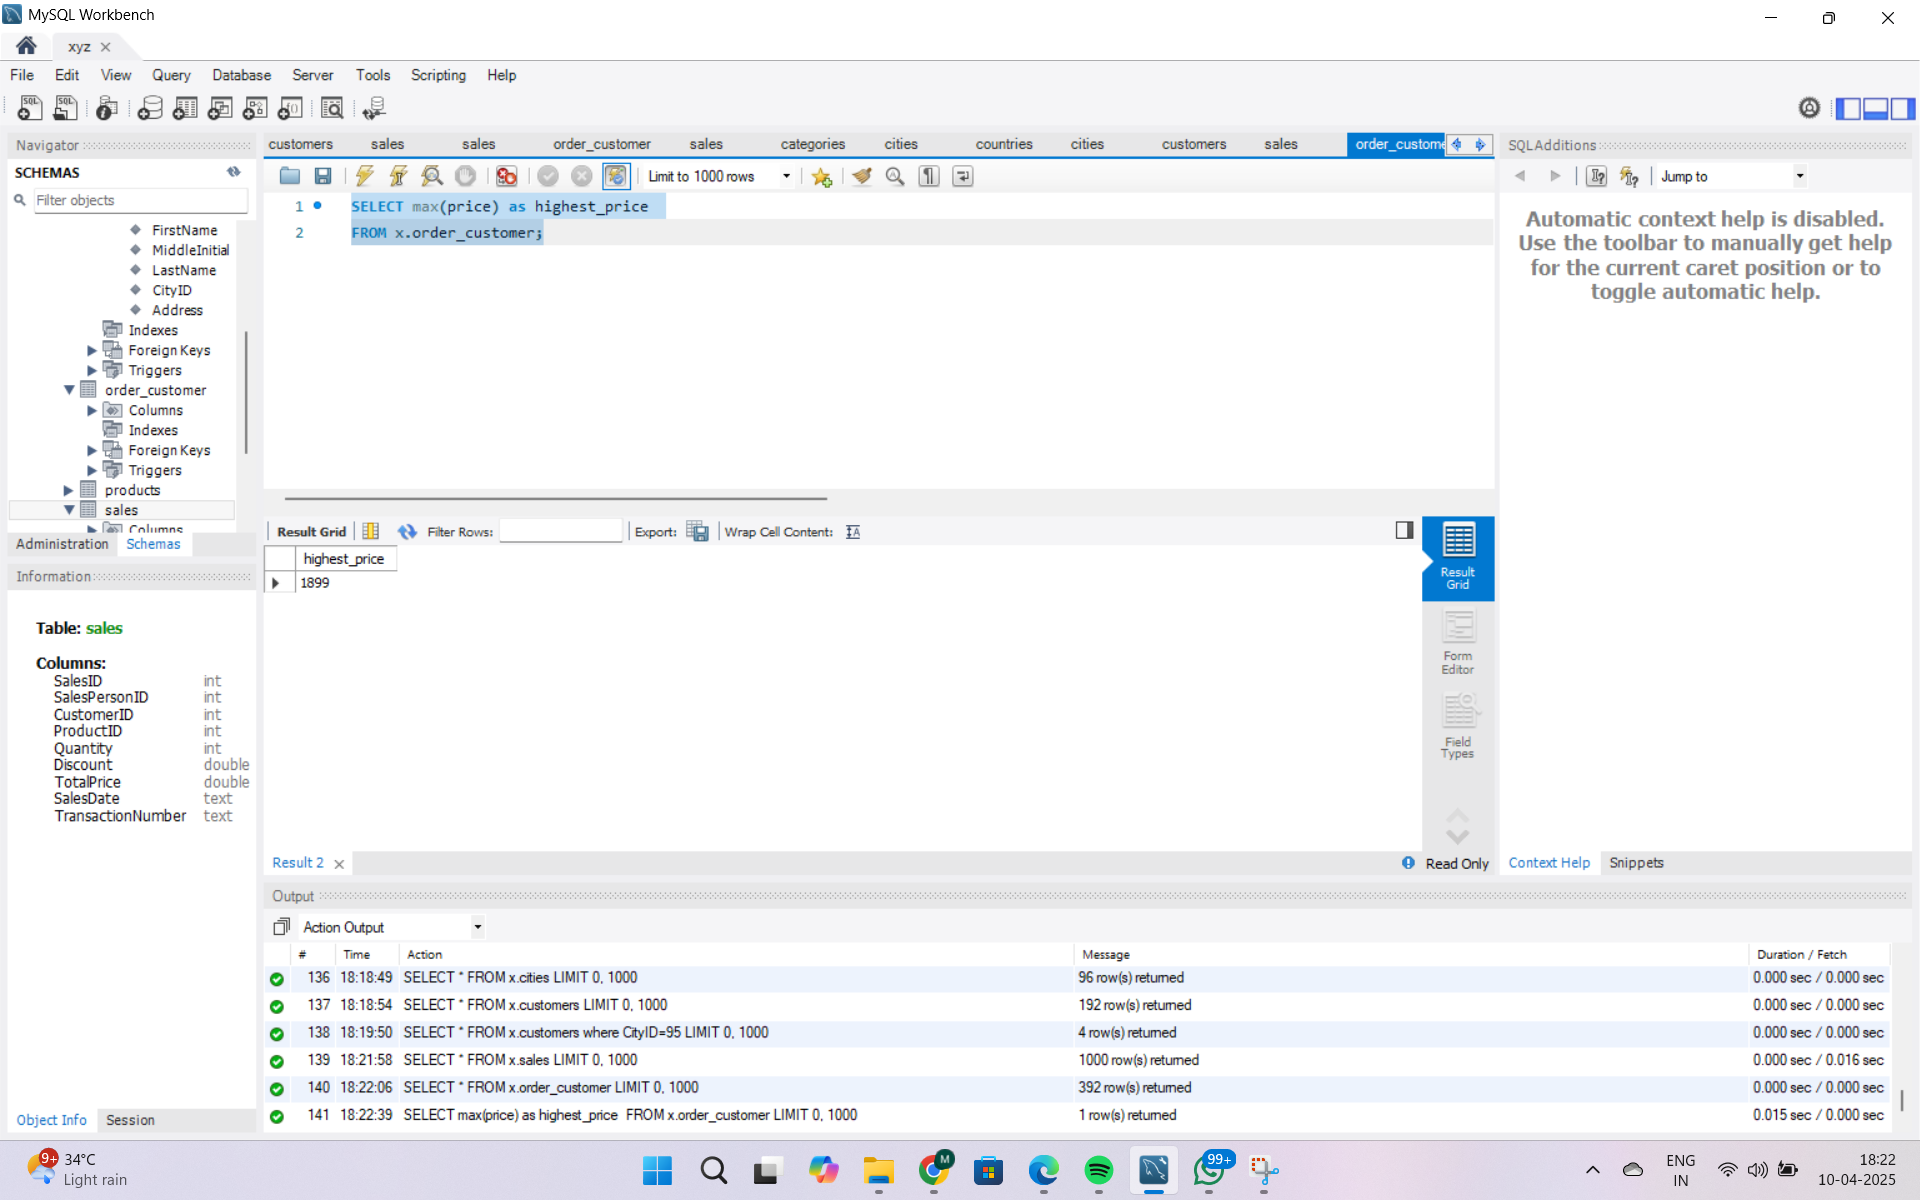 MySQL Workbench
xyz
File Edit View Query Database Server Tools Scripting Help
Navigator
SCHEMAS
Filter objects
FirstName
MiddleInitial
LastName
CityID
Address
Indexes
Foreign Keys
Triggers
order_customer
Columns
Indexes
Foreign Keys
Triggers
products
sales
Columns
Administration Schemas
Information
Table: sales
Columns:
SalesID int
SalesPersonID int
CustomerID int
ProductID int
Quantity int
Discount double
TotalPrice double
SalesDate text
TransactionNumber text
Object Info Session
customers sales sales order_customer sales categories cities countries cities customers sales order_custome
Limit to 1000 rows
1 SELECT max(price) as highest_price
2 FROM x.order_customer;
Result Grid Filter Rows: Export: Wrap Cell Content:
highest_price
1899
Result Grid
Form Editor
Field Types
Result 2 Read Only
SQLAdditions
Jump to
Automatic context help is disabled.
Use the toolbar to manually get help
for the current caret position or to
toggle automatic help.
Context Help Snippets
Output
Action Output
# Time Action Message Duration / Fetch
136 18:18:49 SELECT * FROM x.cities LIMIT 0, 1000 96 row(s) returned 0.000 sec / 0.000 sec
137 18:18:54 SELECT * FROM x.customers LIMIT 0, 1000 192 row(s) returned 0.000 sec / 0.000 sec
138 18:19:50 SELECT * FROM x.customers where CityID=95 LIMIT 0, 1000 4 row(s) returned 0.000 sec / 0.000 sec
139 18:21:58 SELECT * FROM x.sales LIMIT 0, 1000 1000 row(s) returned 0.000 sec / 0.016 sec
140 18:22:06 SELECT * FROM x.order_customer LIMIT 0, 1000 392 row(s) returned 0.000 sec / 0.000 sec
141 18:22:39 SELECT max(price) as highest_price FROM x.order_customer LIMIT 0, 1000 1 row(s) returned 0.015 sec / 0.000 sec
9+
34°C
Light rain
M
99+
ENG
IN
18:22
10-04-2025